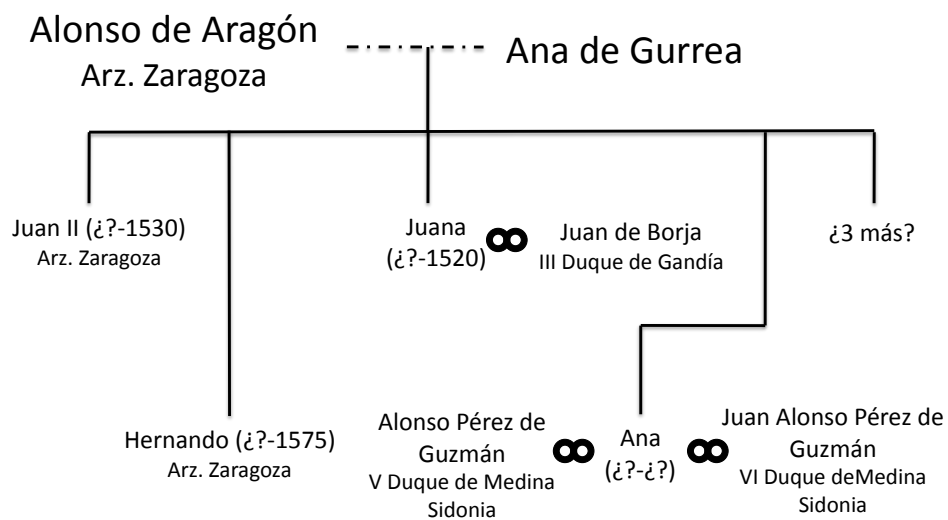 Alonso de Aragón
Arz. Zaragoza
Ana de Gurrea
Juan II (¿?-1530)
Arz. Zaragoza
Juana
(¿?-1520)
Juan de Borja
III Duque de Gandía
¿3 más?
Hernando (¿?-1575)
Arz. Zaragoza
Alonso Pérez de
Guzmán
V Duque de Medina
Sidonia
Ana
(¿?-¿?)
Juan Alonso Pérez de
Guzmán
VI Duque deMedina
Sidonia